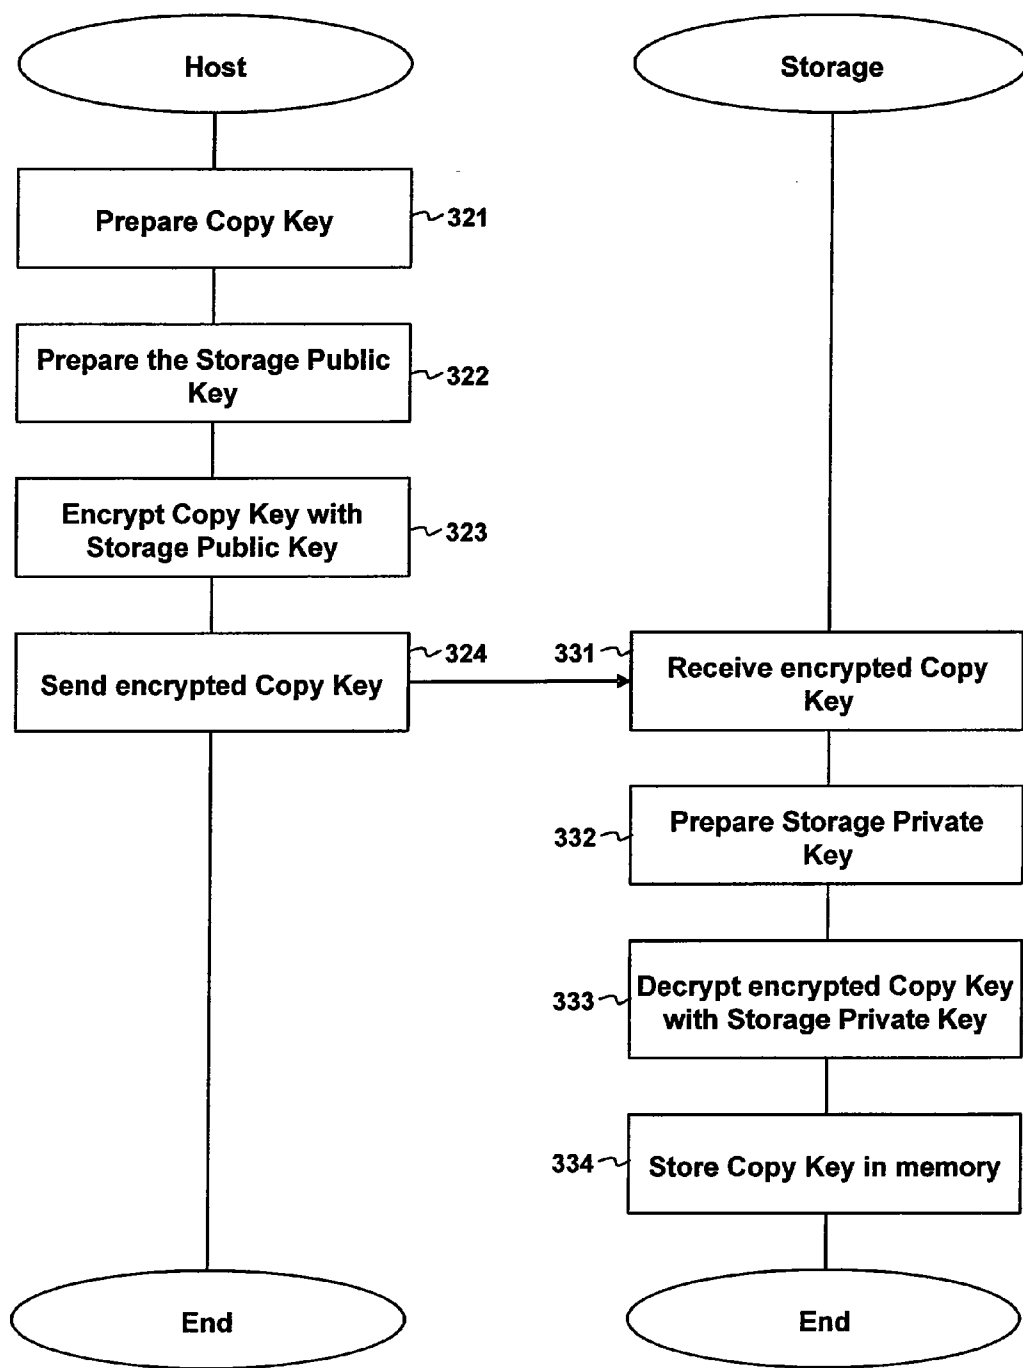 Host
Storage
Prepare Copy Key
321
Prepare the Storage Public
Key
322
Encrypt Copy Key with
Storage Public Key
323
Send encrypted Copy Key
324
331
Receive encrypted Copy
Key
332
Prepare Storage Private
Key
333
Decrypt encrypted Copy Key
with Storage Private Key
334
Store Copy Key in memory
End
End